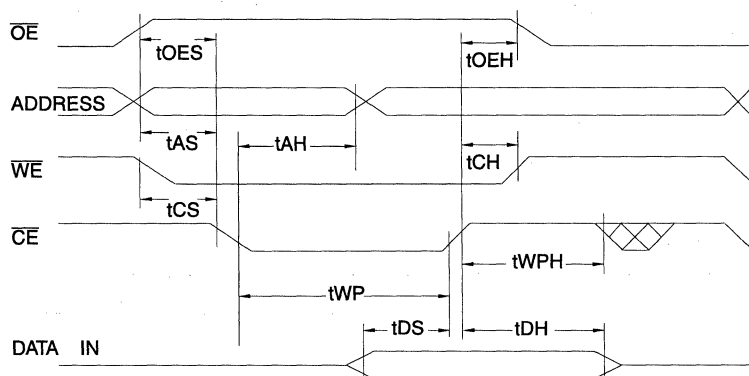 OE
tOES
tOEH
ADDRESS
tAS
tAH
tCH
WE
tCS
CE
tWPH
tWP
tDS
tDH
DATA IN